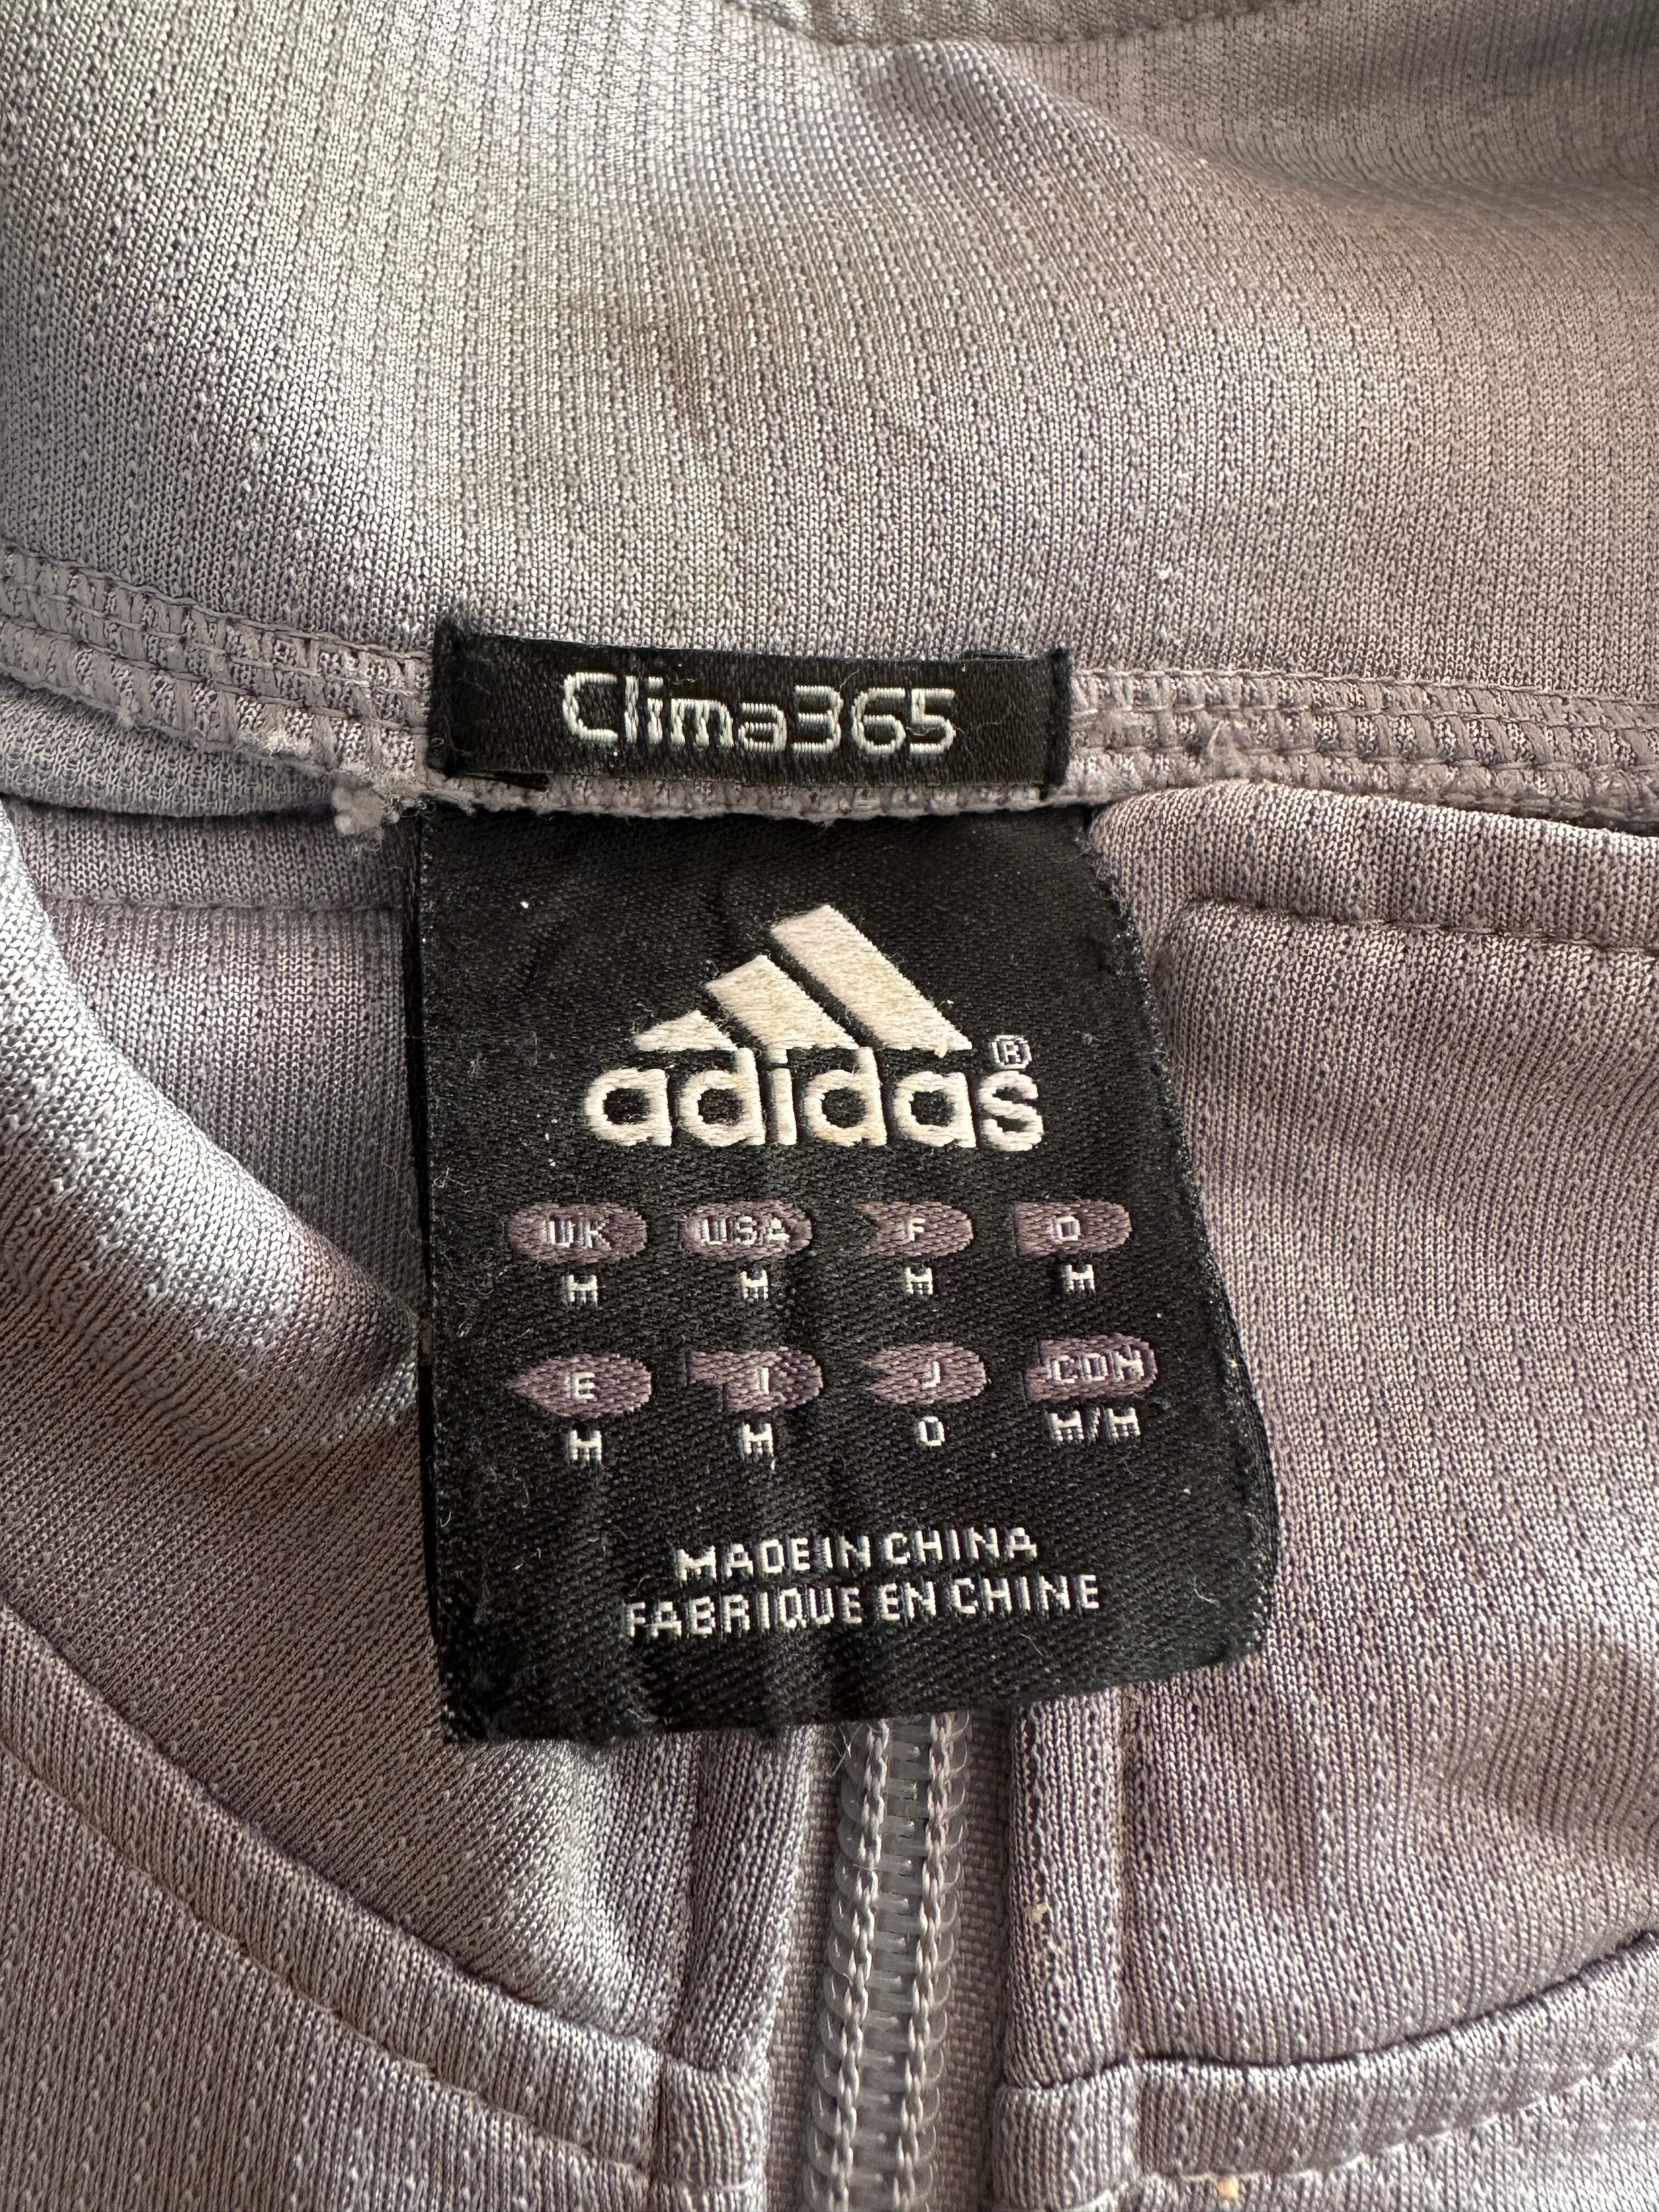 Clima365
adidas®
UK USA F D
M M M M
E I J CDN
M M O M/M
MADE IN CHINA
FABRIQUE EN CHINE